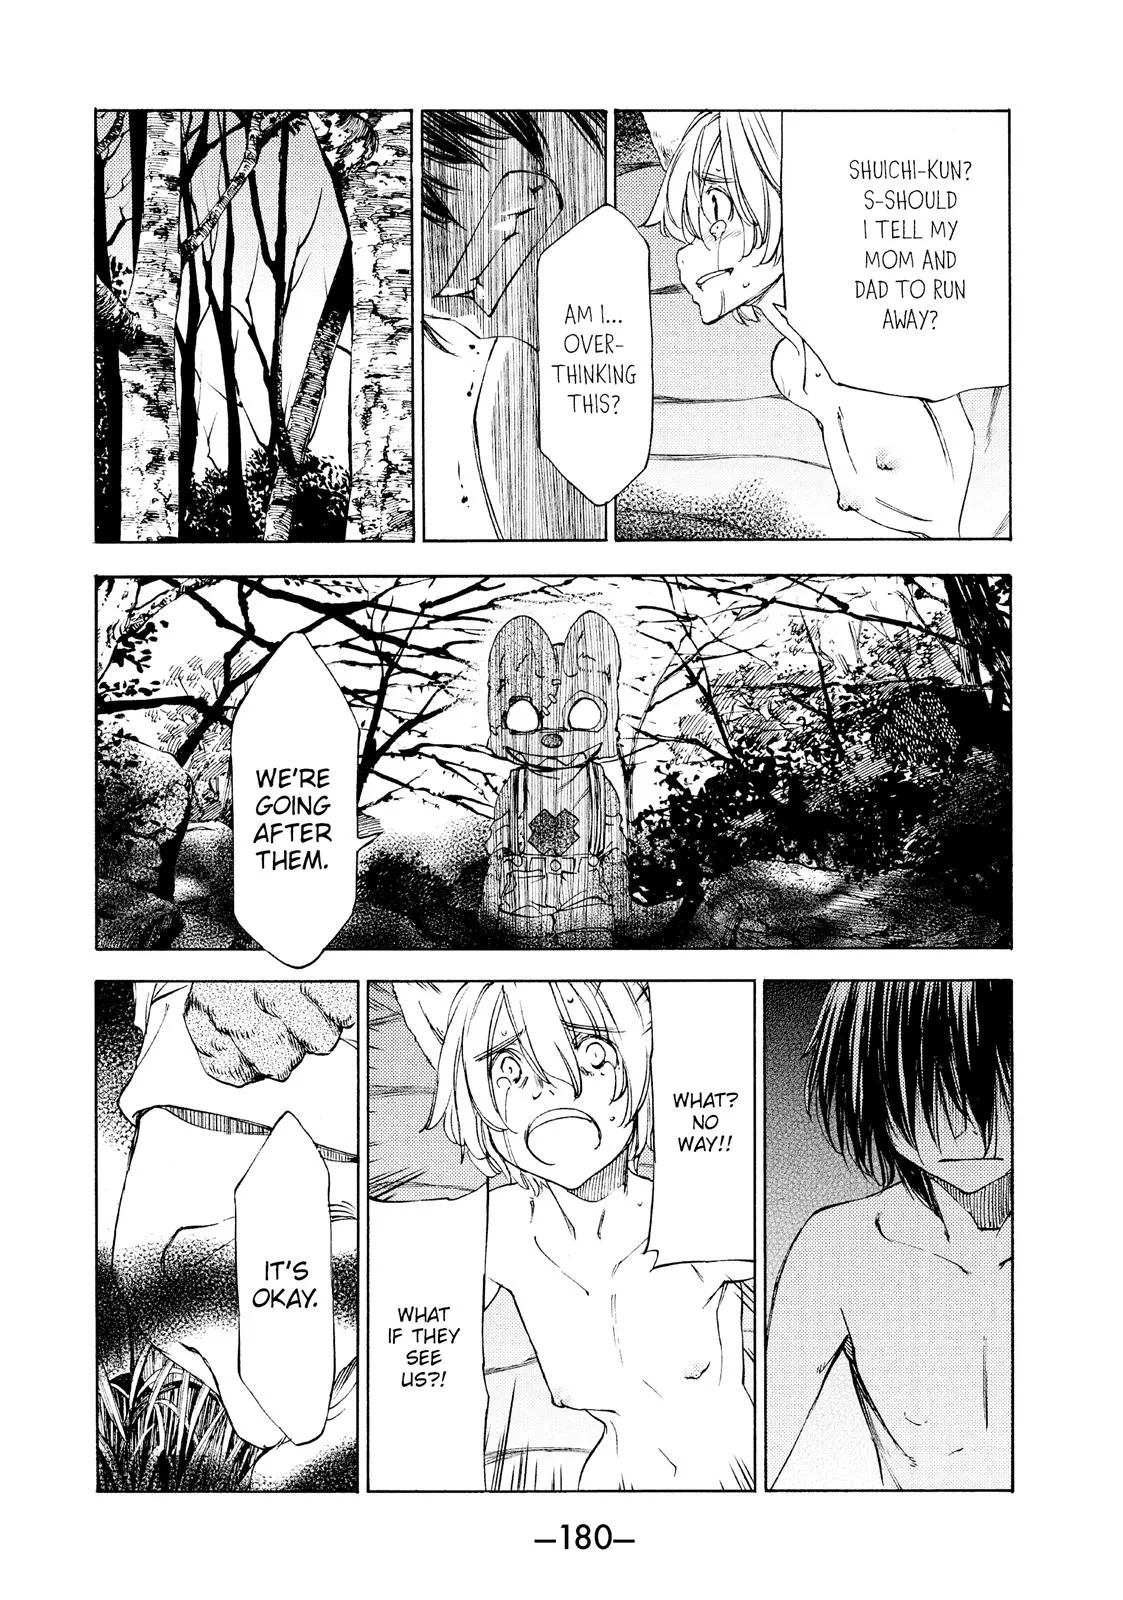 SHUICHI-KUN?
S-SHOULD
I TELL MY
MOM AND
DAD TO RUN
AWAY?
AM I...
OVER-
THINKING
THIS?
WE'RE
GOING
AFTER
THEM.
WHAT?
NO
WAY!!
WHAT
IF THEY
SEE
US?!
IT'S
OKAY.
–180–